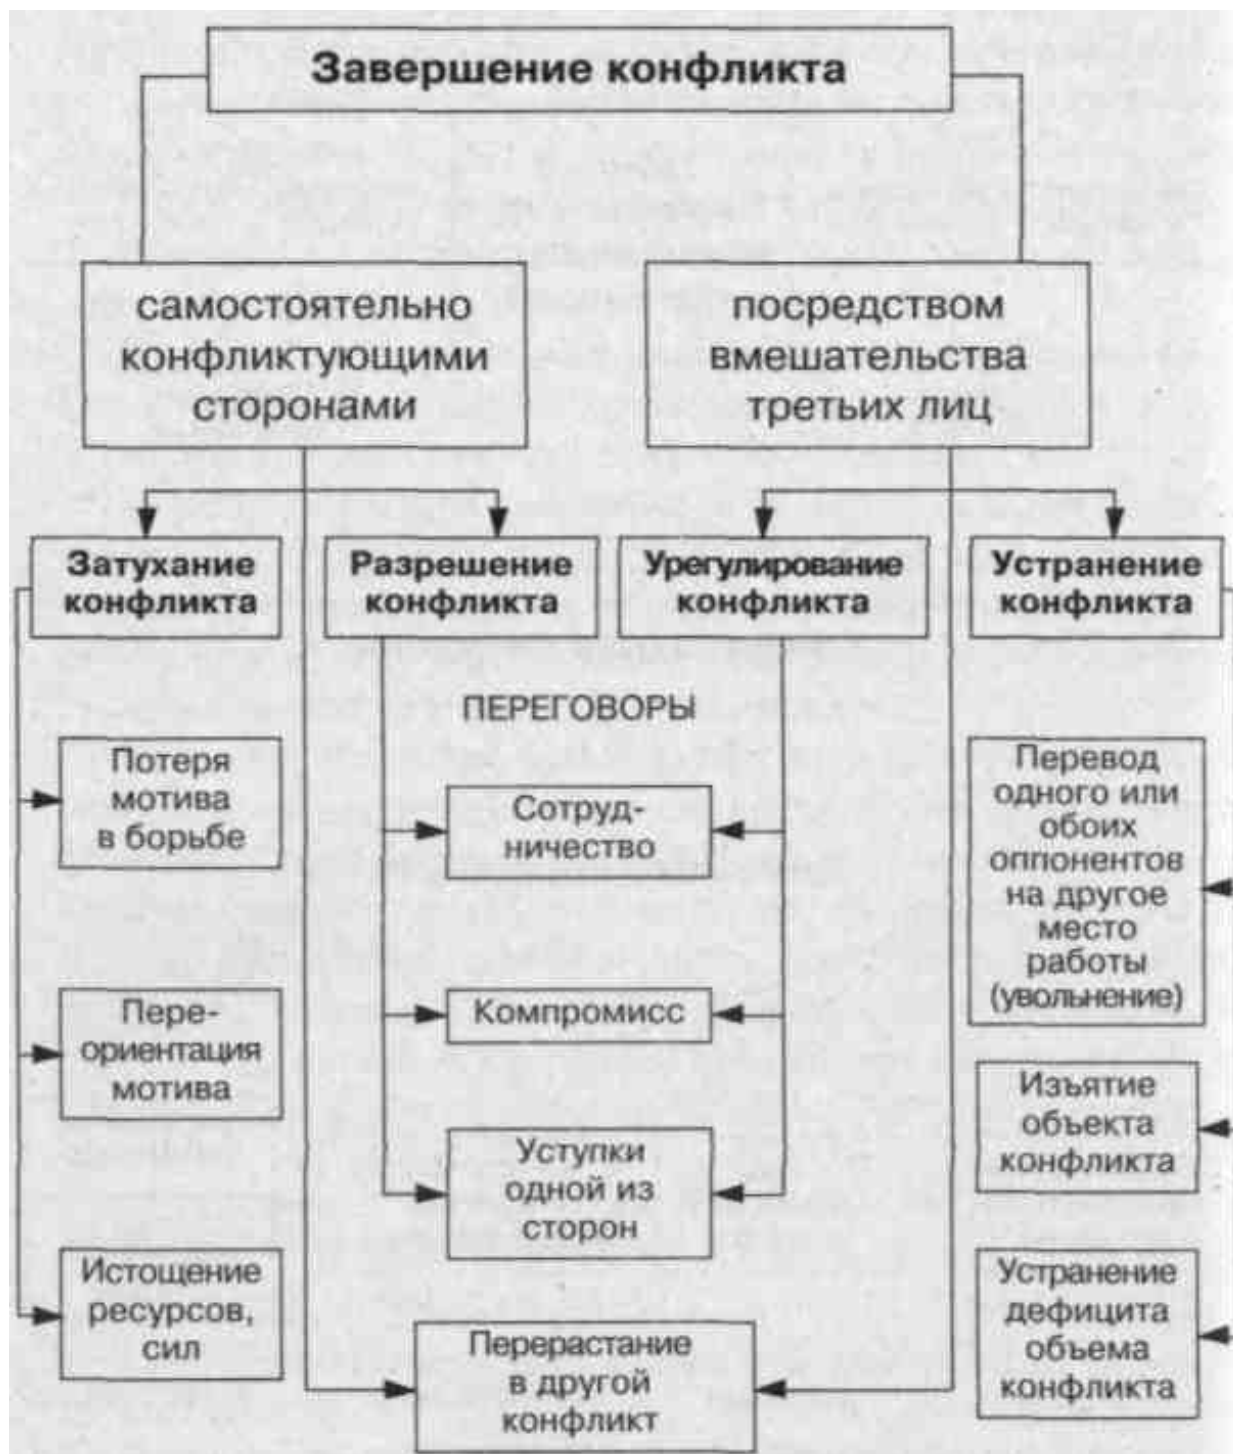 Завершение конфликта
самостоятельно
конфликтующими
сторонами
посредством
вмешательства
третьих лиц
Затухание
конфликта
Разрешение
конфликта
Урегулирование
конфликта
Устранение
конфликта
ПЕРЕГОВОРЫ
Потеря
мотива
в борьбе
Пере-
ориентация
мотива
Истощение
ресурсов,
сил
Сотруд-
ничество
Компромисс
Уступки
одной из
сторон
Перерастание
в другой
конфликт
Перевод
одного или
обоих
оппонентов
на другое
место
работы
(увольнение)
Изъятие
объекта
конфликта
Устранение
дефицита
объема
конфликта